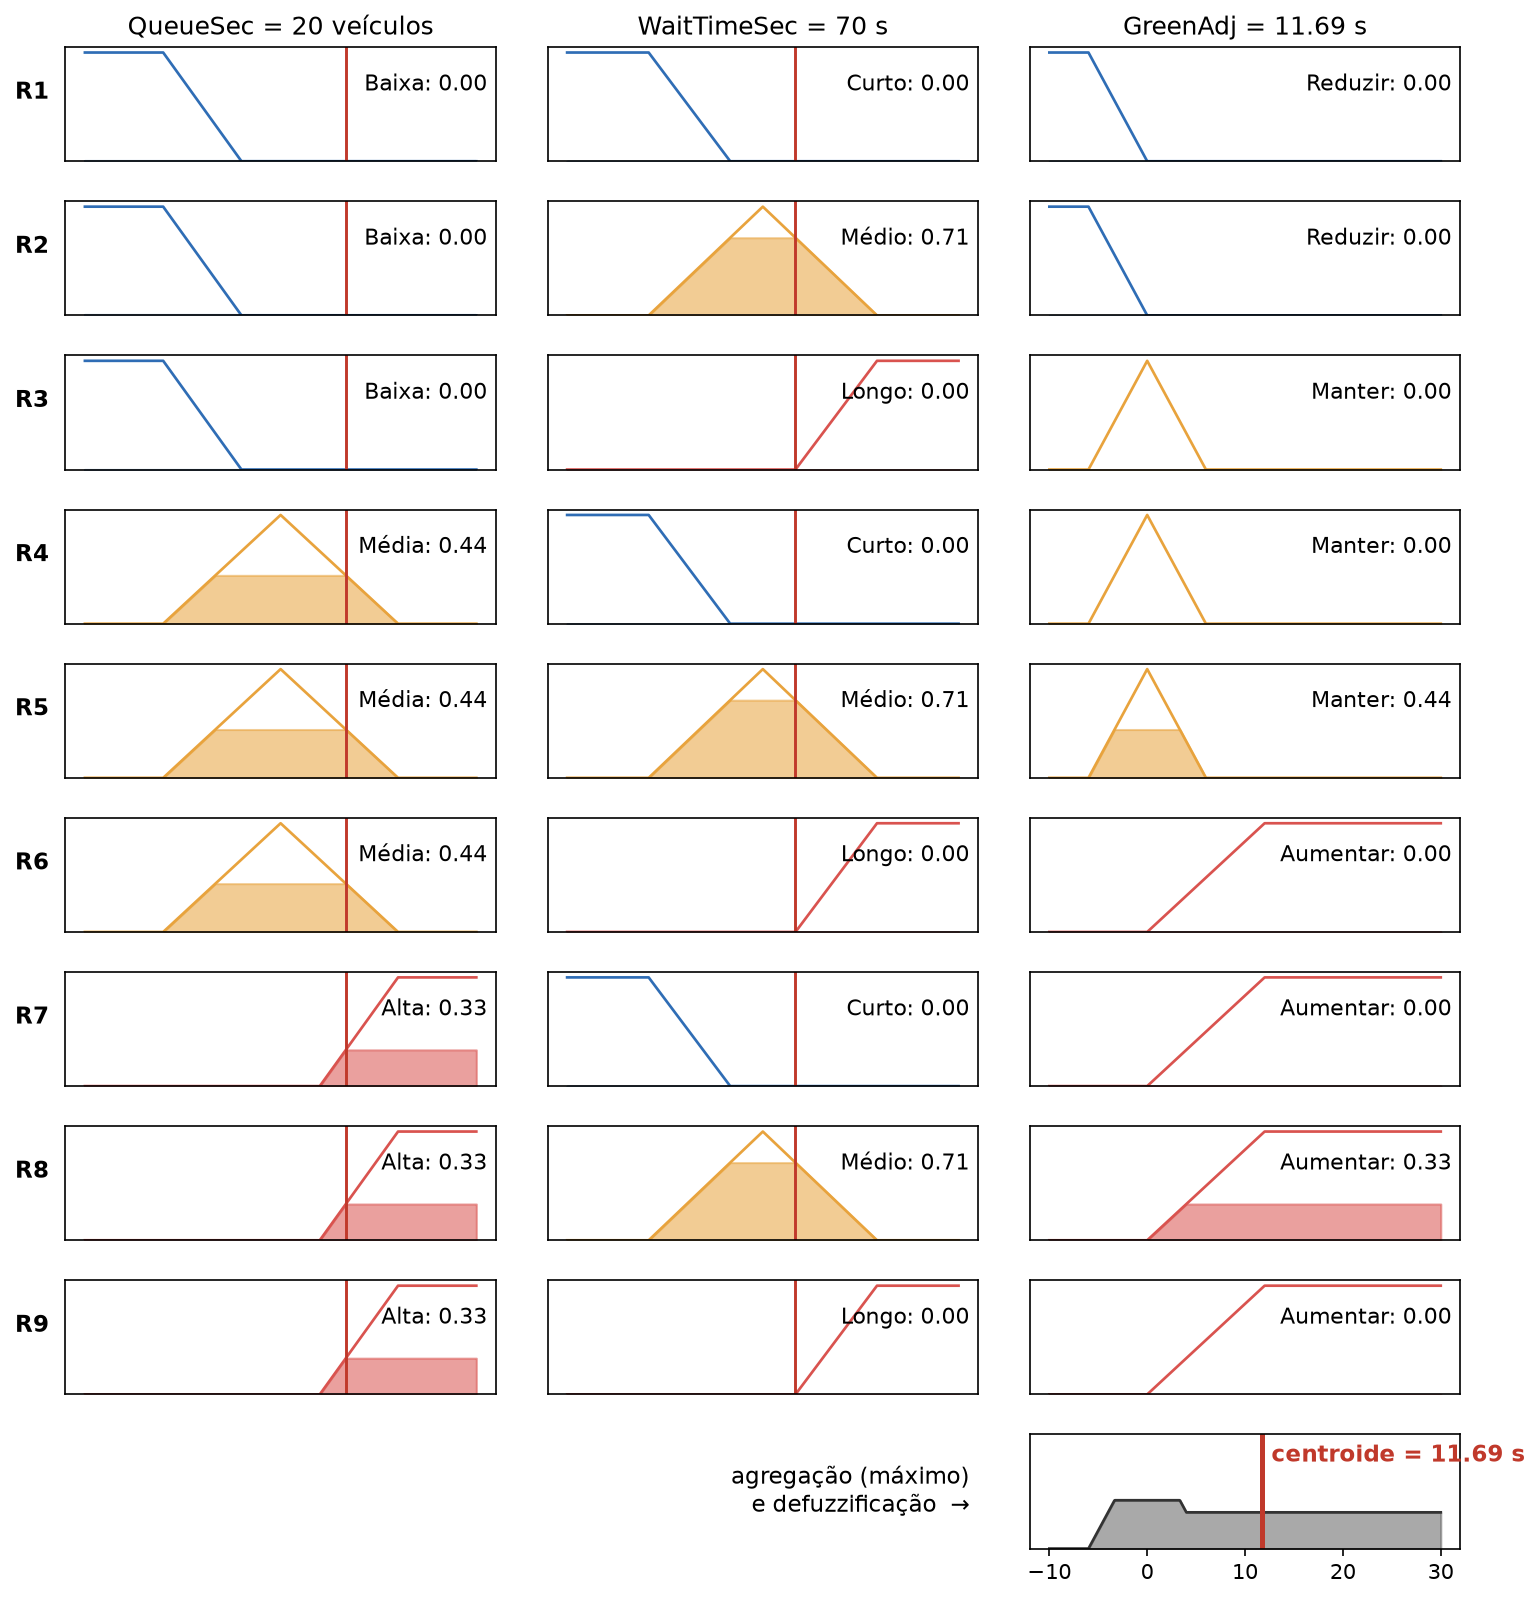 QueueSec = 20 veículos
WaitTimeSec = 70 s
GreenAdj = 11.69 s
R1
Baixa: 0.00
Curto: 0.00
Reduzir: 0.00
R2
Baixa: 0.00
Médio: 0.71
Reduzir: 0.00
R3
Baixa: 0.00
Longo: 0.00
Manter: 0.00
R4
Média: 0.44
Curto: 0.00
Manter: 0.00
R5
Média: 0.44
Médio: 0.71
Manter: 0.44
R6
Média: 0.44
Longo: 0.00
Aumentar: 0.00
R7
Alta: 0.33
Curto: 0.00
Aumentar: 0.00
R8
Alta: 0.33
Médio: 0.71
Aumentar: 0.33
R9
Alta: 0.33
Longo: 0.00
Aumentar: 0.00
agregação (máximo)
e defuzzificação →
centroide = 11.69 s
−10 0 10 20 30